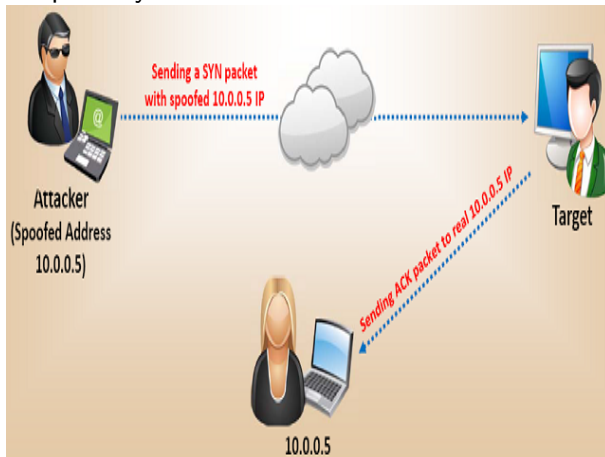 Sending a SYN packet
with spoofed 10.0.0.5 IP
Attacker
(Spoofed Address
10.0.0.5)
@
Target
Sending ACK packet to real 10.0.0.5 IP
10.0.0.5